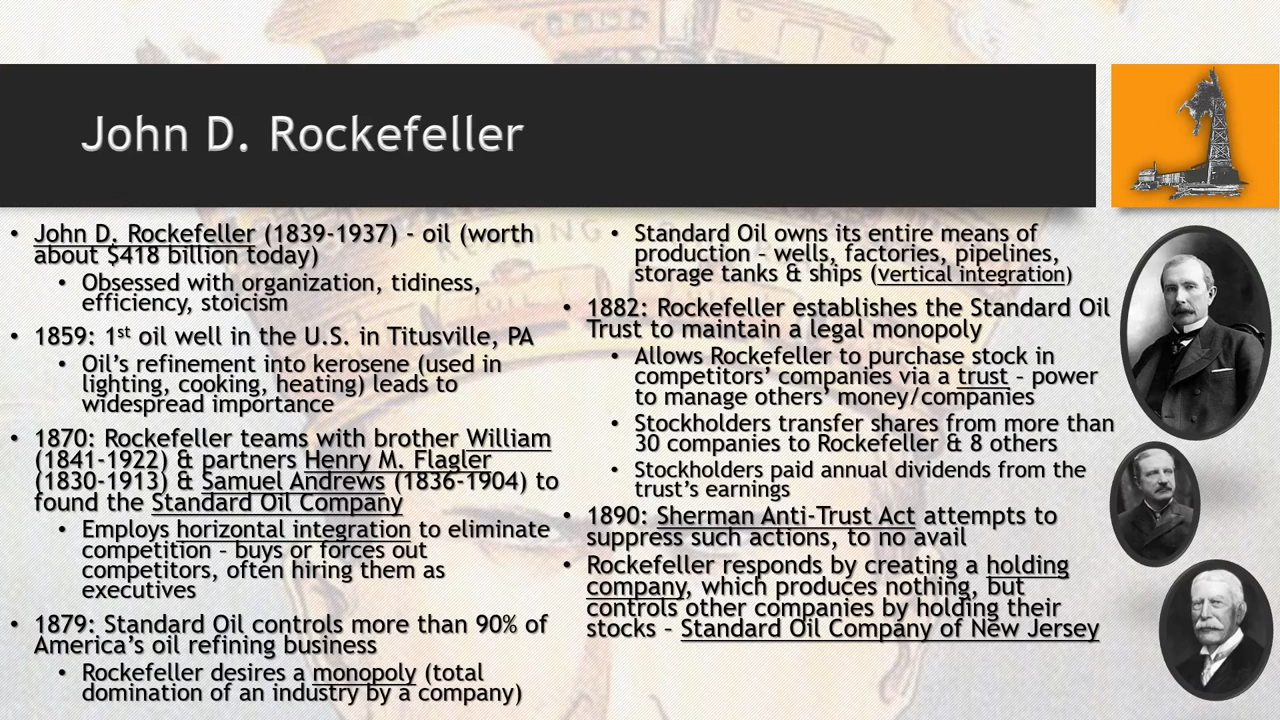 John D. Rockefeller
• John D. Rockefeller (1839-1937) - oil (worth
about $418 billion today)
• Obsessed with organization, tidiness,
efficiency, stoicism
• 1859: 1st oil well in the U.S. in Titusville, PA
• Oil’s refinement into kerosene (used in
lighting, cooking, heating) leads to
widespread importance
• 1870: Rockefeller teams with brother William
(1841-1922) & partners Henry M. Flagler
(1830-1913) & Samuel Andrews (1836-1904) to
found the Standard Oil Company
• Employs horizontal integration to eliminate
competition – buys or forces out
competitors, often hiring them as
executives
• 1879: Standard Oil controls more than 90% of
America’s oil refining business
• Rockefeller desires a monopoly (total
domination of an industry by a company)
• Standard Oil owns its entire means of
production – wells, factories, pipelines,
storage tanks & ships (vertical integration)
• 1882: Rockefeller establishes the Standard Oil
Trust to maintain a legal monopoly
• Allows Rockefeller to purchase stock in
competitors’ companies via a trust – power
to manage others’ money/companies
• Stockholders transfer shares from more than
30 companies to Rockefeller & 8 others
• Stockholders paid annual dividends from the
trust’s earnings
• 1890: Sherman Anti-Trust Act attempts to
suppress such actions, to no avail
• Rockefeller responds by creating a holding
company, which produces nothing, but
controls other companies by holding their
stocks – Standard Oil Company of New Jersey